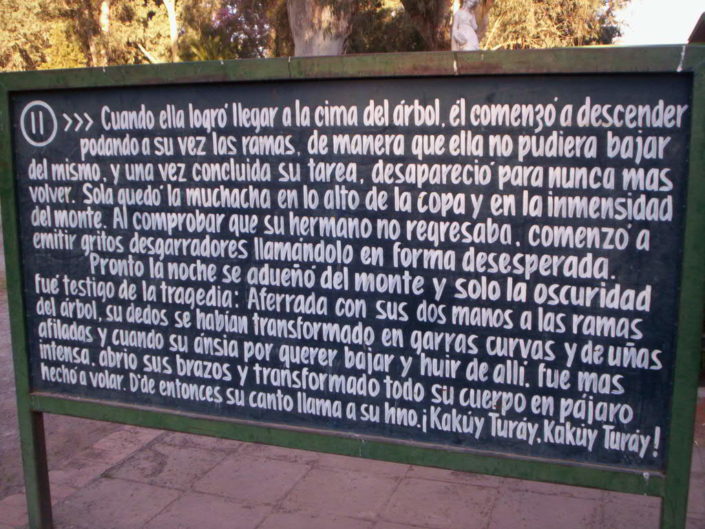 11 >>> Cuando ella logró llegar a la cima del árbol, él comenzó a descender
podando a su vez las ramas, de manera que ella no pudiera bajar
del mismo, y una vez concluida su tarea, desapareció para nunca mas
volver. Sola quedó la muchacha en lo alto de la copa y en la inmensidad
del monte. Al comprobar que su hermano no regresaba, comenzó a
emitir gritos desgarradores llamándolo en forma desesperada.
Pronto la noche se adueñó del monte y solo la oscuridad
fué testigo de la tragedia: Aferrada con sus dos manos a las ramas
del árbol, su dedos se habían transformado en garras curvas y de uñas
afiladas y cuando su ánsia por querer bajar y huir de allí, fue mas
intensa, abrio sus brazos y transformado todo su cuerpo en pájaro
hechó a volar. D'de entonces su canto llama a su hno. ¡Kakúy Turáy, Kakúy Turáy!